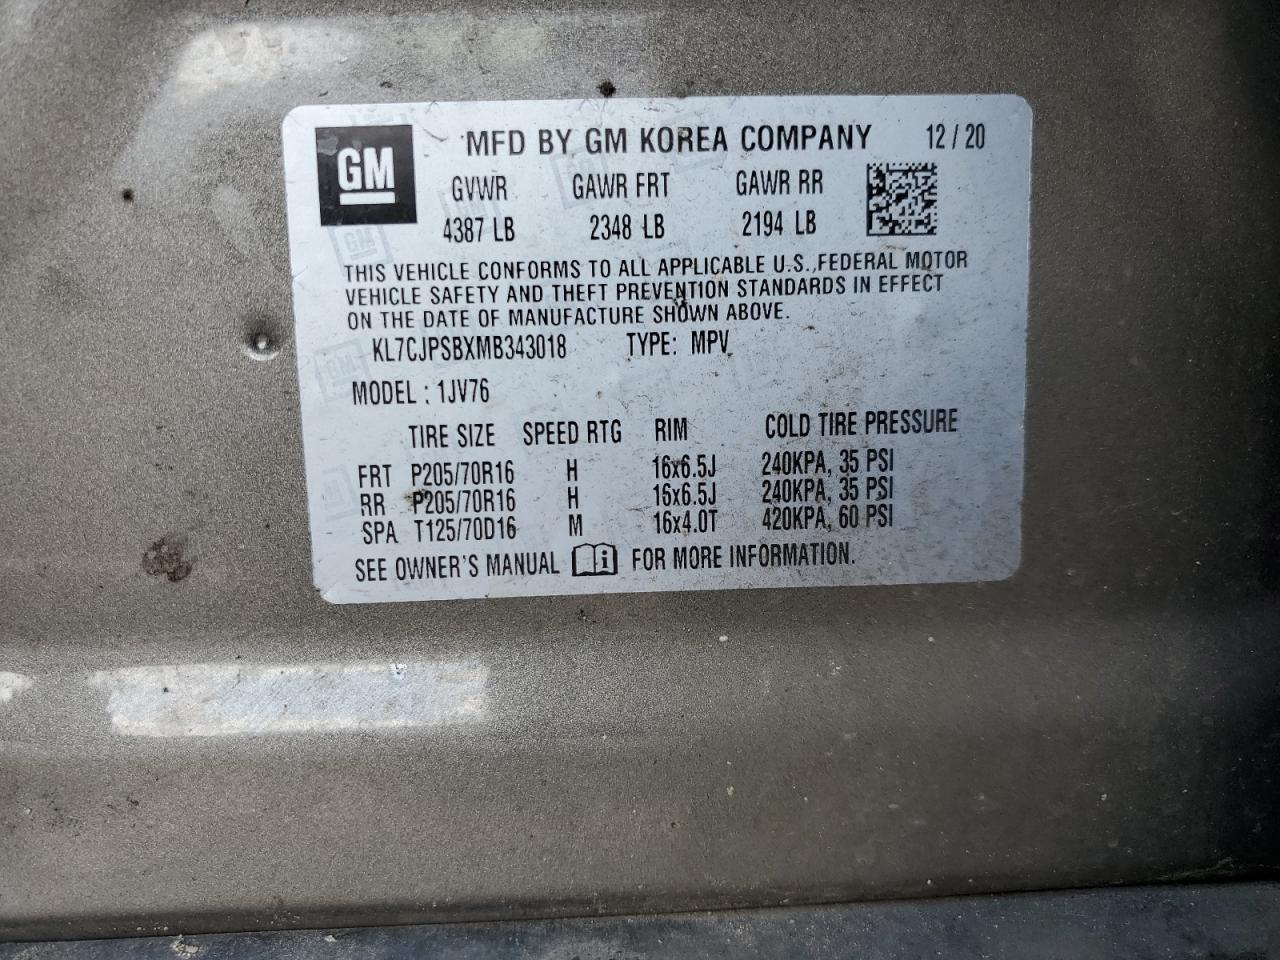 GM MFD BY GM KOREA COMPANY 12 / 20
GVWR GAWR FRT GAWR RR
4387 LB 2348 LB 2194 LB
THIS VEHICLE CONFORMS TO ALL APPLICABLE U.S., FEDERAL MOTOR
VEHICLE SAFETY AND THEFT PREVENTION STANDARDS IN EFFECT
ON THE DATE OF MANUFACTURE SHOWN ABOVE.
KL7CJPSBXMB343018 TYPE: MPV
MODEL : 1JV76
TIRE SIZE SPEED RTG RIM COLD TIRE PRESSURE
FRT P205/70R16 H 16x6.5J 240KPA, 35 PSI
RR P205/70R16 H 16x6.5J 240KPA, 35 PSI
SPA T125/70D16 M 16x4.0T 420KPA, 60 PSI
SEE OWNER'S MANUAL i FOR MORE INFORMATION.